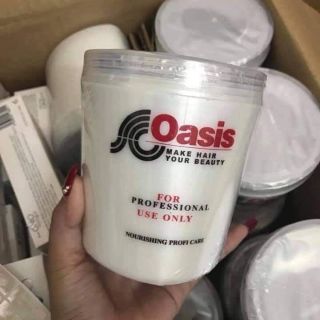 Oasis
MAKE HAIR
YOUR BEAUTY
FOR
PROFESSIONAL
USE ONLY
NOURISHING PROFI CARE